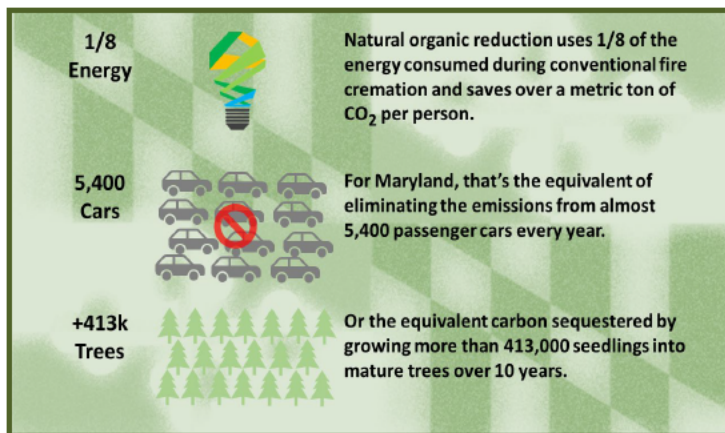 1/8
Energy
Natural organic reduction uses 1/8 of the
energy consumed during conventional fire
cremation and saves over a metric ton of
CO₂ per person.
5,400
Cars
For Maryland, that’s the equivalent of
eliminating the emissions from almost
5,400 passenger cars every year.
+413k
Trees
Or the equivalent carbon sequestered by
growing more than 413,000 seedlings into
mature trees over 10 years.